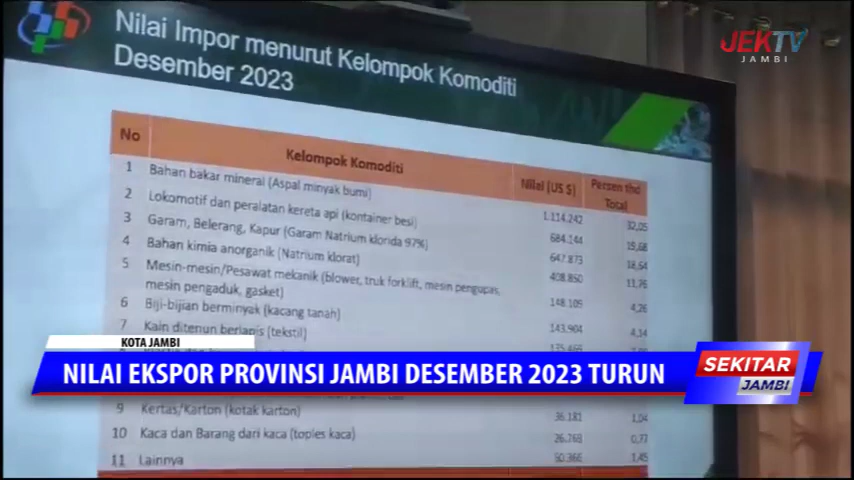 Nilai Impor menurut Kelompok Komoditi
Desember 2023
JEKTV
JAMBI
No Kelompok Komoditi Nilai (US $) Persen thd Total
1 Bahan bakar mineral (Aspal minyak bumi) 1.114.242 32,05
2 Lokomotif dan peralatan kereta api (kontainer besi) 684.144 19,68
3 Garam, Belerang, Kapur (Garam Natrium klorida 97%) 647.873 18,64
4 Bahan kimia anorganik (Natrium klorat) 408.850 11,76
5 Mesin-mesin/Pesawat mekanik (blower, truk forklift, mesin pengupas,
mesin pengaduk, gasket) 148.105 4,26
6 Biji-bijian berminyak (kacang tanah) 143.904 4,14
7 Kain ditenun berlapis (tekstil)
KOTA JAMBI
NILAI EKSPOR PROVINSI JAMBI DESEMBER 2023 TURUN
SEKITAR
JAMBI
9 Kertas/Karton (kotak karton) 36.181 1,04
10 Kaca dan Barang dari kaca (toples kaca) 26.763 0,77
11 Lainnya 50.366 1,45